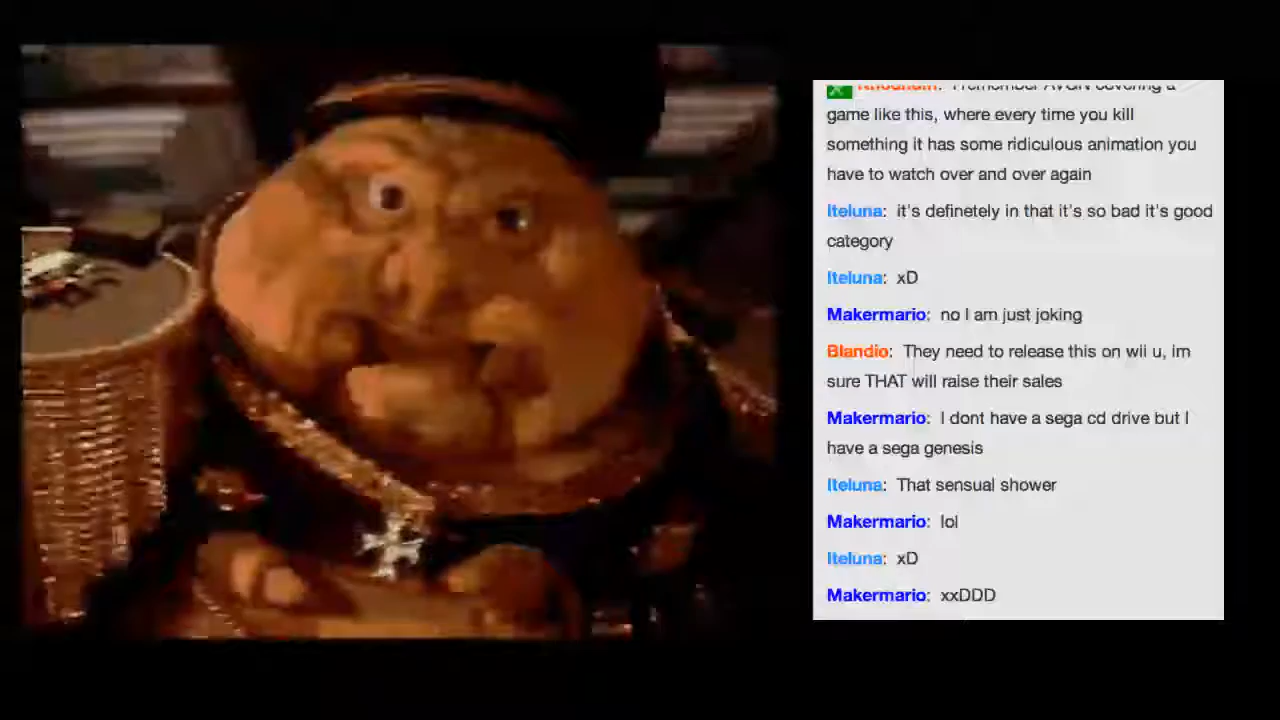 I remember AVGN covering a
game like this, where every time you kill
something it has some ridiculous animation you
have to watch over and over again
Iteluna: it's definetely in that it's so bad it's good
category
Iteluna: xD
Makermario: no I am just joking
Blandio: They need to release this on wii u, im
sure THAT will raise their sales
Makermario: I dont have a sega cd drive but I
have a sega genesis
Iteluna: That sensual shower
Makermario: lol
Iteluna: xD
Makermario: xxDDD